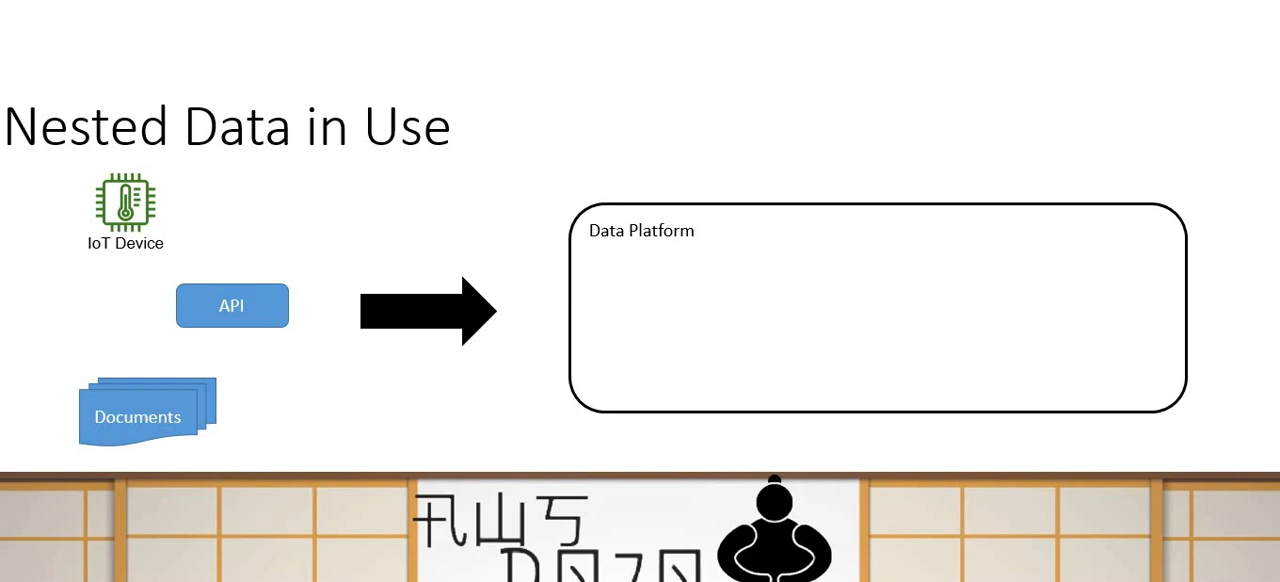 Nested Data in Use
IoT Device
Data Platform
API
Documents